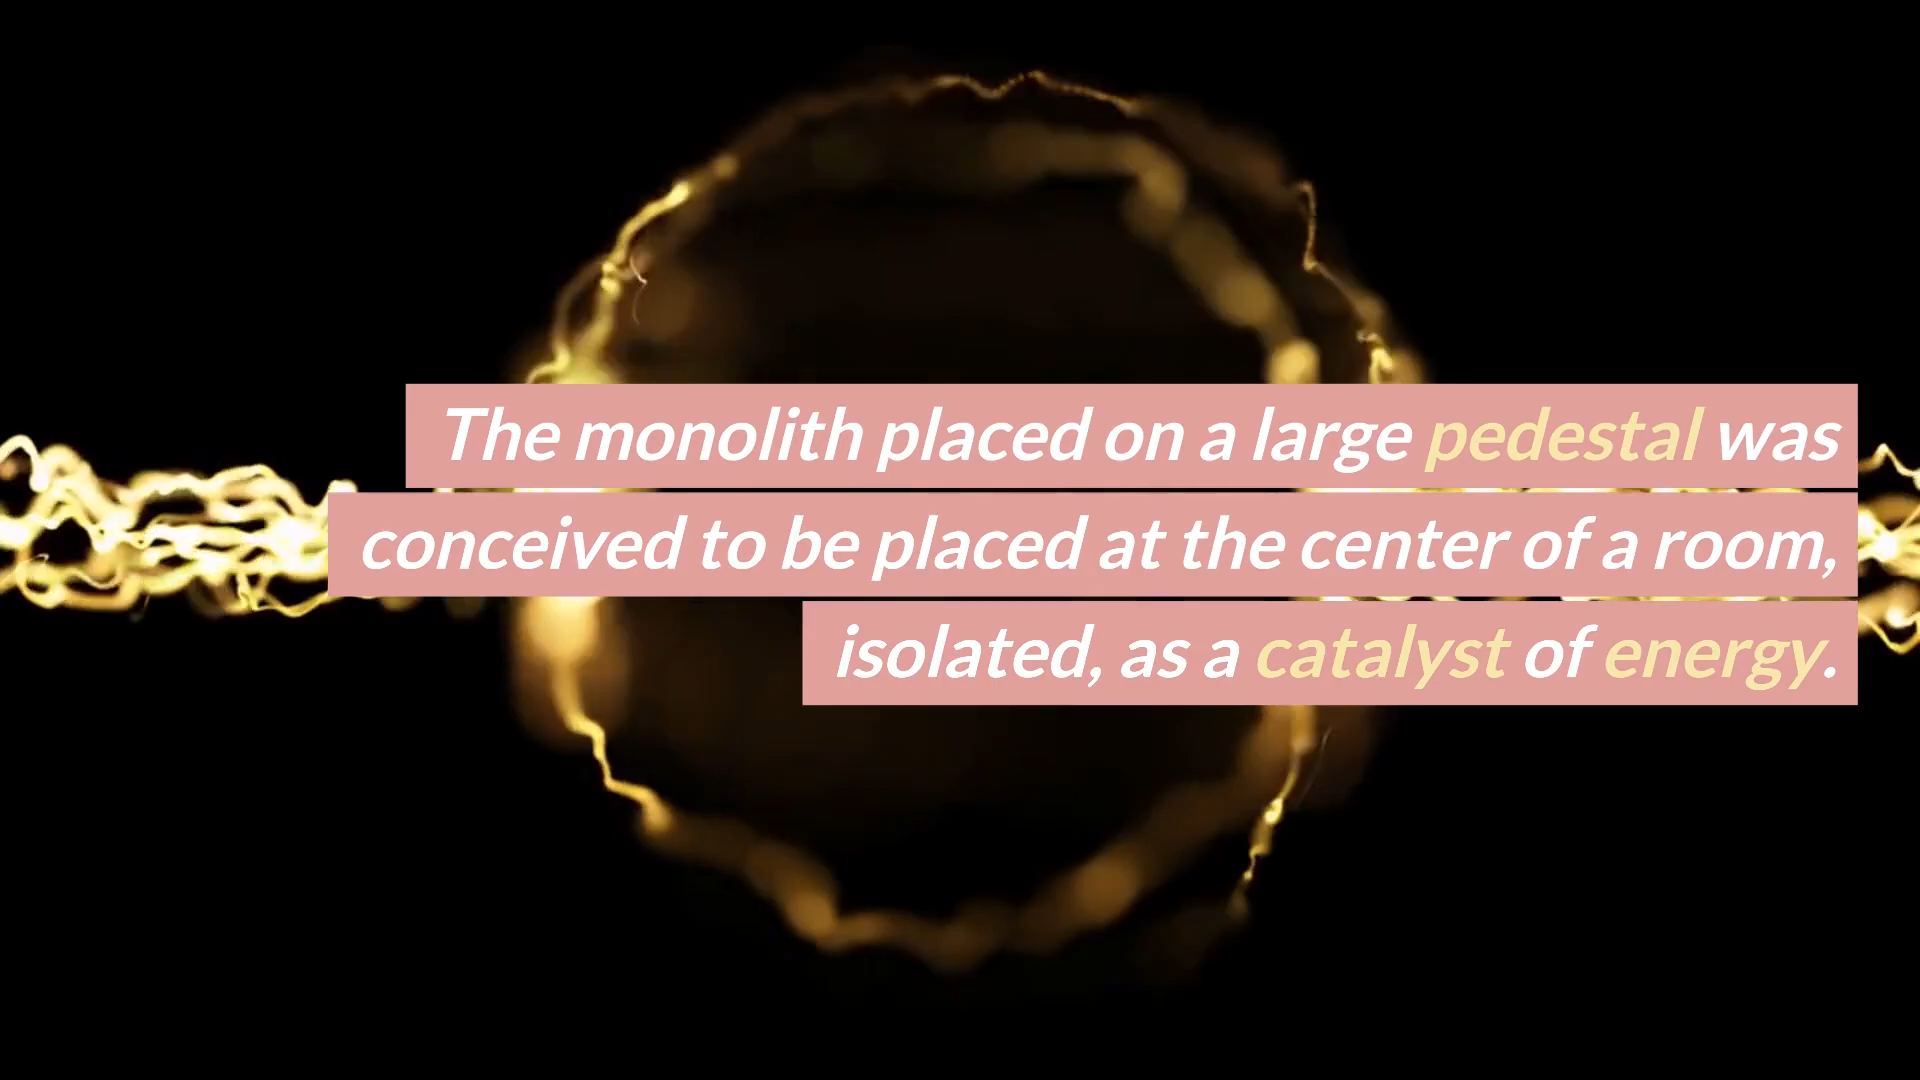 The monolith placed on a large pedestal was
conceived to be placed at the center of a room,
isolated, as a catalyst of energy.